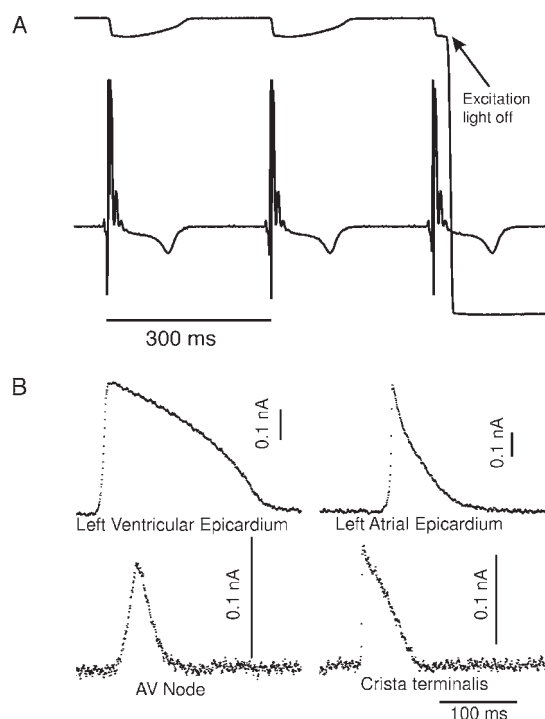 A
Excitation
light off
300 ms
B
0.1 nA
0.1 nA
Left Ventricular Epicardium
Left Atrial Epicardium
0.1 nA
0.1 nA
AV Node
Crista terminalis
100 ms